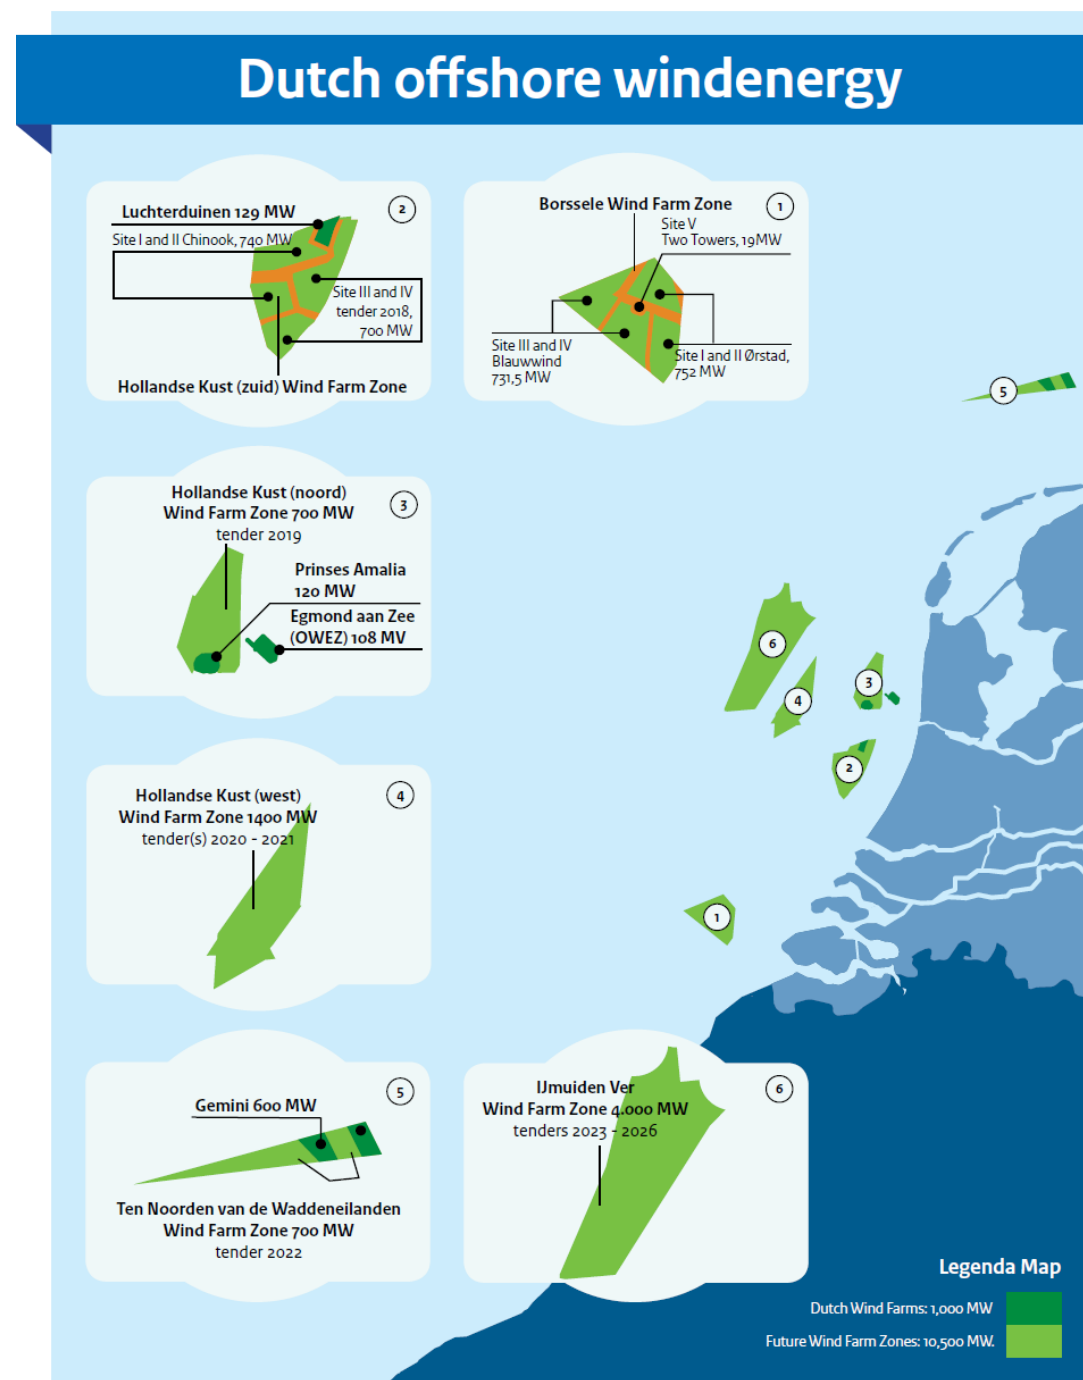 Dutch offshore windenergy
Luchterduinen 129 MW
2
Site I and II Chinook, 740 MW
Site III and IV
tender 2018,
700 MW
Hollandse Kust (zuid) Wind Farm Zone
Borssele Wind Farm Zone
1
Site V
Two Towers, 19MW
Site III and IV
Blauwwind
731,5 MW
Site I and II Ørstad,
752 MW
5
Hollandse Kust (noord)
Wind Farm Zone 700 MW
tender 2019
3
Prinses Amalia
120 MW
Egmond aan Zee
(OWEZ) 108 MV
6
4
3
2
1
Hollandse Kust (west)
Wind Farm Zone 1400 MW
tender(s) 2020 - 2021
4
Gemini 600 MW
5
Ten Noorden van de Waddeneilanden
Wind Farm Zone 700 MW
tender 2022
IJmuiden Ver
Wind Farm Zone 4.000 MW
tenders 2023 - 2026
6
Legenda Map
Dutch Wind Farms: 1,000 MW
Future Wind Farm Zones: 10,500 MW.